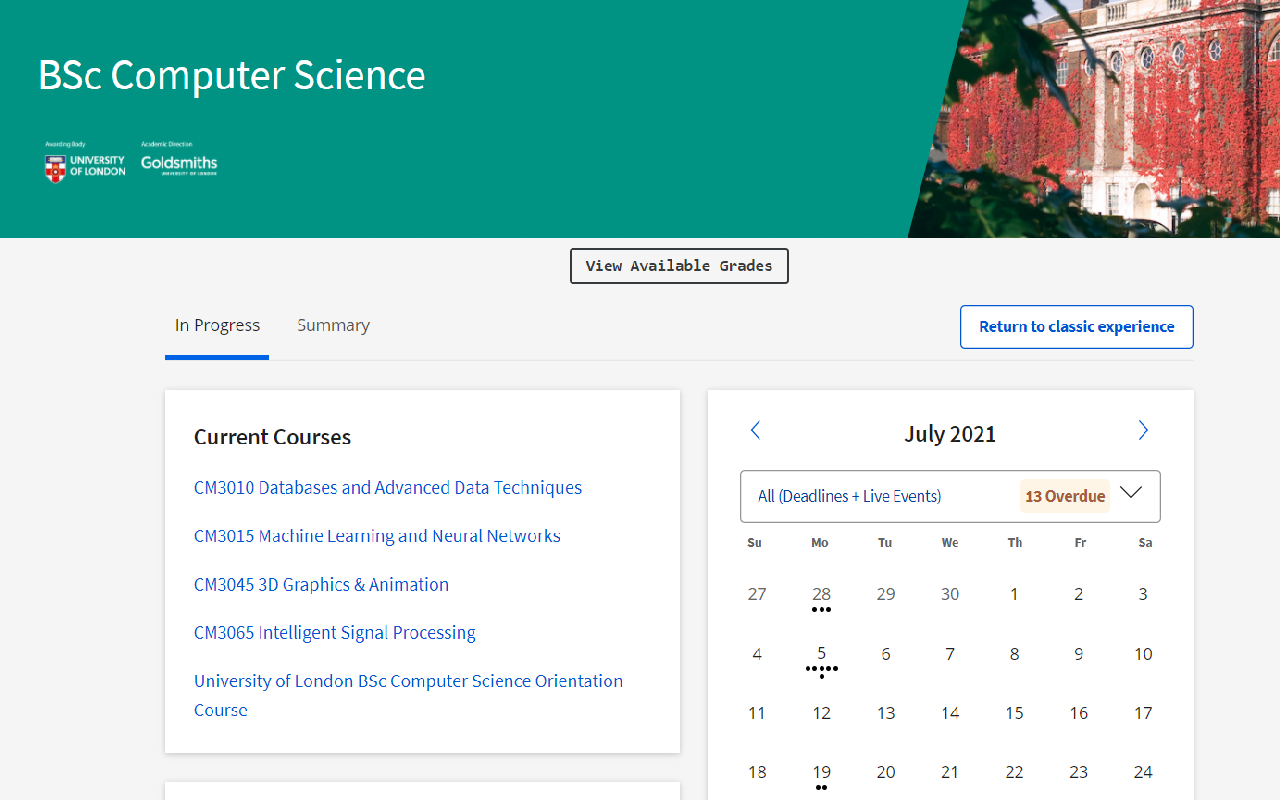 BSc Computer Science
Awarding Body
Academic Direction
UNIVERSITY
OF LONDON
Goldsmiths
UNIVERSITY OF LONDON
View Available Grades
In Progress
Summary
Return to classic experience
Current Courses
CM3010 Databases and Advanced Data Techniques
CM3015 Machine Learning and Neural Networks
CM3045 3D Graphics & Animation
CM3065 Intelligent Signal Processing
University of London BSc Computer Science Orientation
Course
July 2021
All (Deadlines + Live Events)
13 Overdue
Su Mo Tu We Th Fr Sa
27 28 29 30 1 2 3
4 5 6 7 8 9 10
11 12 13 14 15 16 17
18 19 20 21 22 23 24